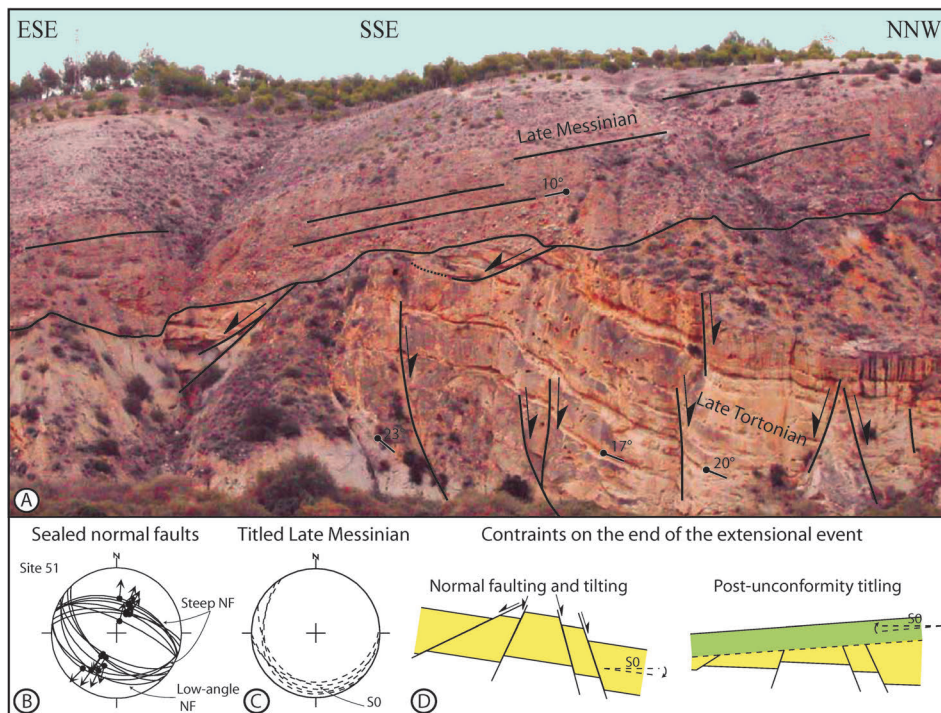 ESE SSE NNW
Late Messinian
10°
Late Tortonian
23
17°
20°
A
Sealed normal faults
Titled Late Messinian
Contraints on the end of the extensional event
Site 51
N
N
Steep NF
Normal faulting and tilting
Post-unconformity titling
S0
S0
Low-angle
NF
S0
B
C
D